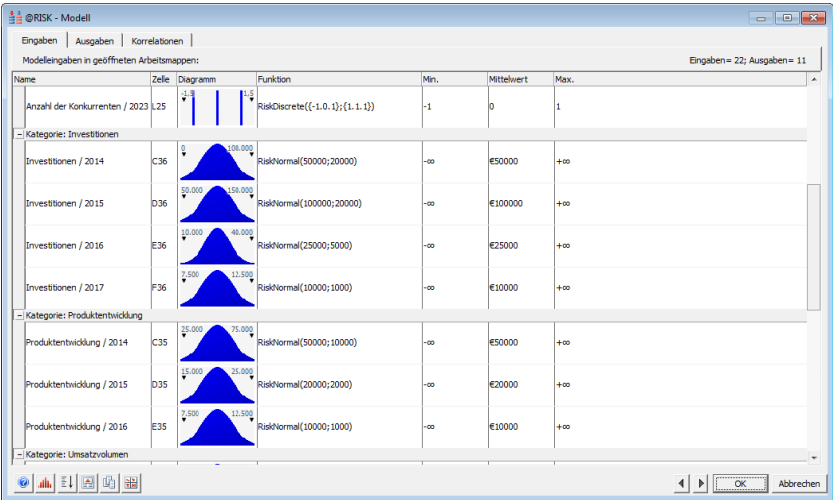 @RISK - Modell
Eingaben Ausgaben Korrelationen
Modelleingaben in geöffneten Arbeitsmappen: Eingaben= 22; Ausgaben= 11
Name Zelle Diagramm Funktion Min. Mittelwert Max.
-1,5 1,5
Anzahl der Konkurrenten / 2023 L25 RiskDiscrete({-1.0.1};{1.1.1}) -1 0 1
Kategorie: Investitionen
0 100.000
Investitionen / 2014 C36 RiskNormal(50000;20000) -∞ €50000 +∞
50.000 150.000
Investitionen / 2015 D36 RiskNormal(100000;20000) -∞ €100000 +∞
10.000 40.000
Investitionen / 2016 E36 RiskNormal(25000;5000) -∞ €25000 +∞
7.500 12.500
Investitionen / 2017 F36 RiskNormal(10000;1000) -∞ €10000 +∞
Kategorie: Produktentwicklung
25.000 75.000
Produktentwicklung / 2014 C35 RiskNormal(50000;10000) -∞ €50000 +∞
15.000 25.000
Produktentwicklung / 2015 D35 RiskNormal(20000;2000) -∞ €20000 +∞
7.500 12.500
Produktentwicklung / 2016 E35 RiskNormal(10000;1000) -∞ €10000 +∞
Kategorie: Umsatzvolumen
OK Abbrechen